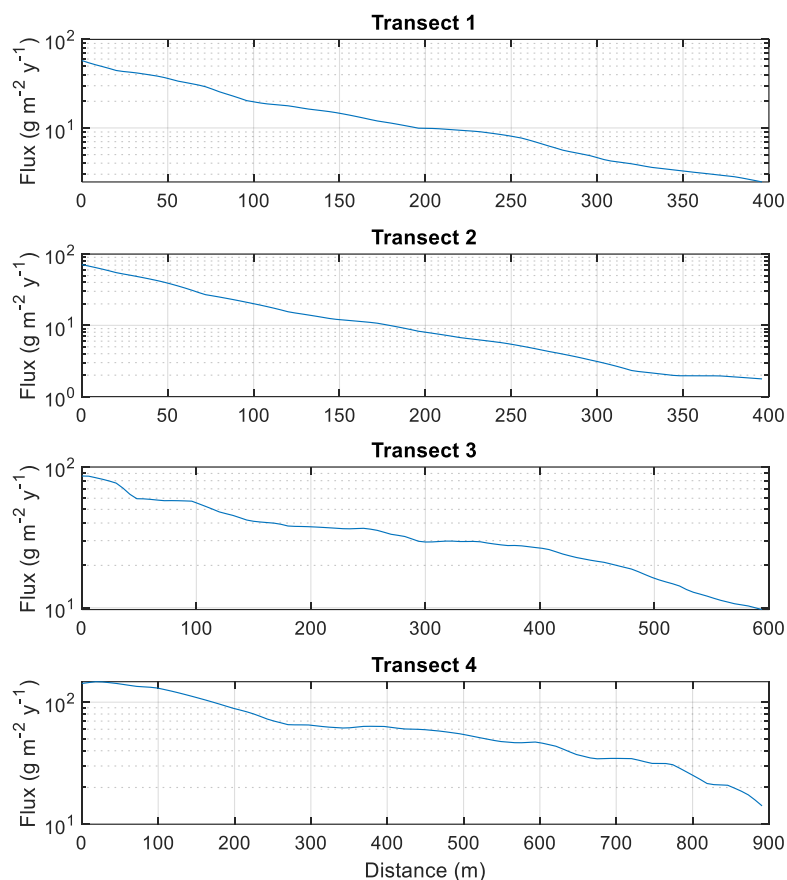 Transect 1
10²
10¹
Flux (g m⁻² y⁻¹)
0 50 100 150 200 250 300 350 400
Transect 2
10²
10¹
10⁰
Flux (g m⁻² y⁻¹)
0 50 100 150 200 250 300 350 400
Transect 3
10²
10¹
Flux (g m⁻² y⁻¹)
0 100 200 300 400 500 600
Transect 4
10²
10¹
Flux (g m⁻² y⁻¹)
0 100 200 300 400 500 600 700 800 900
Distance (m)